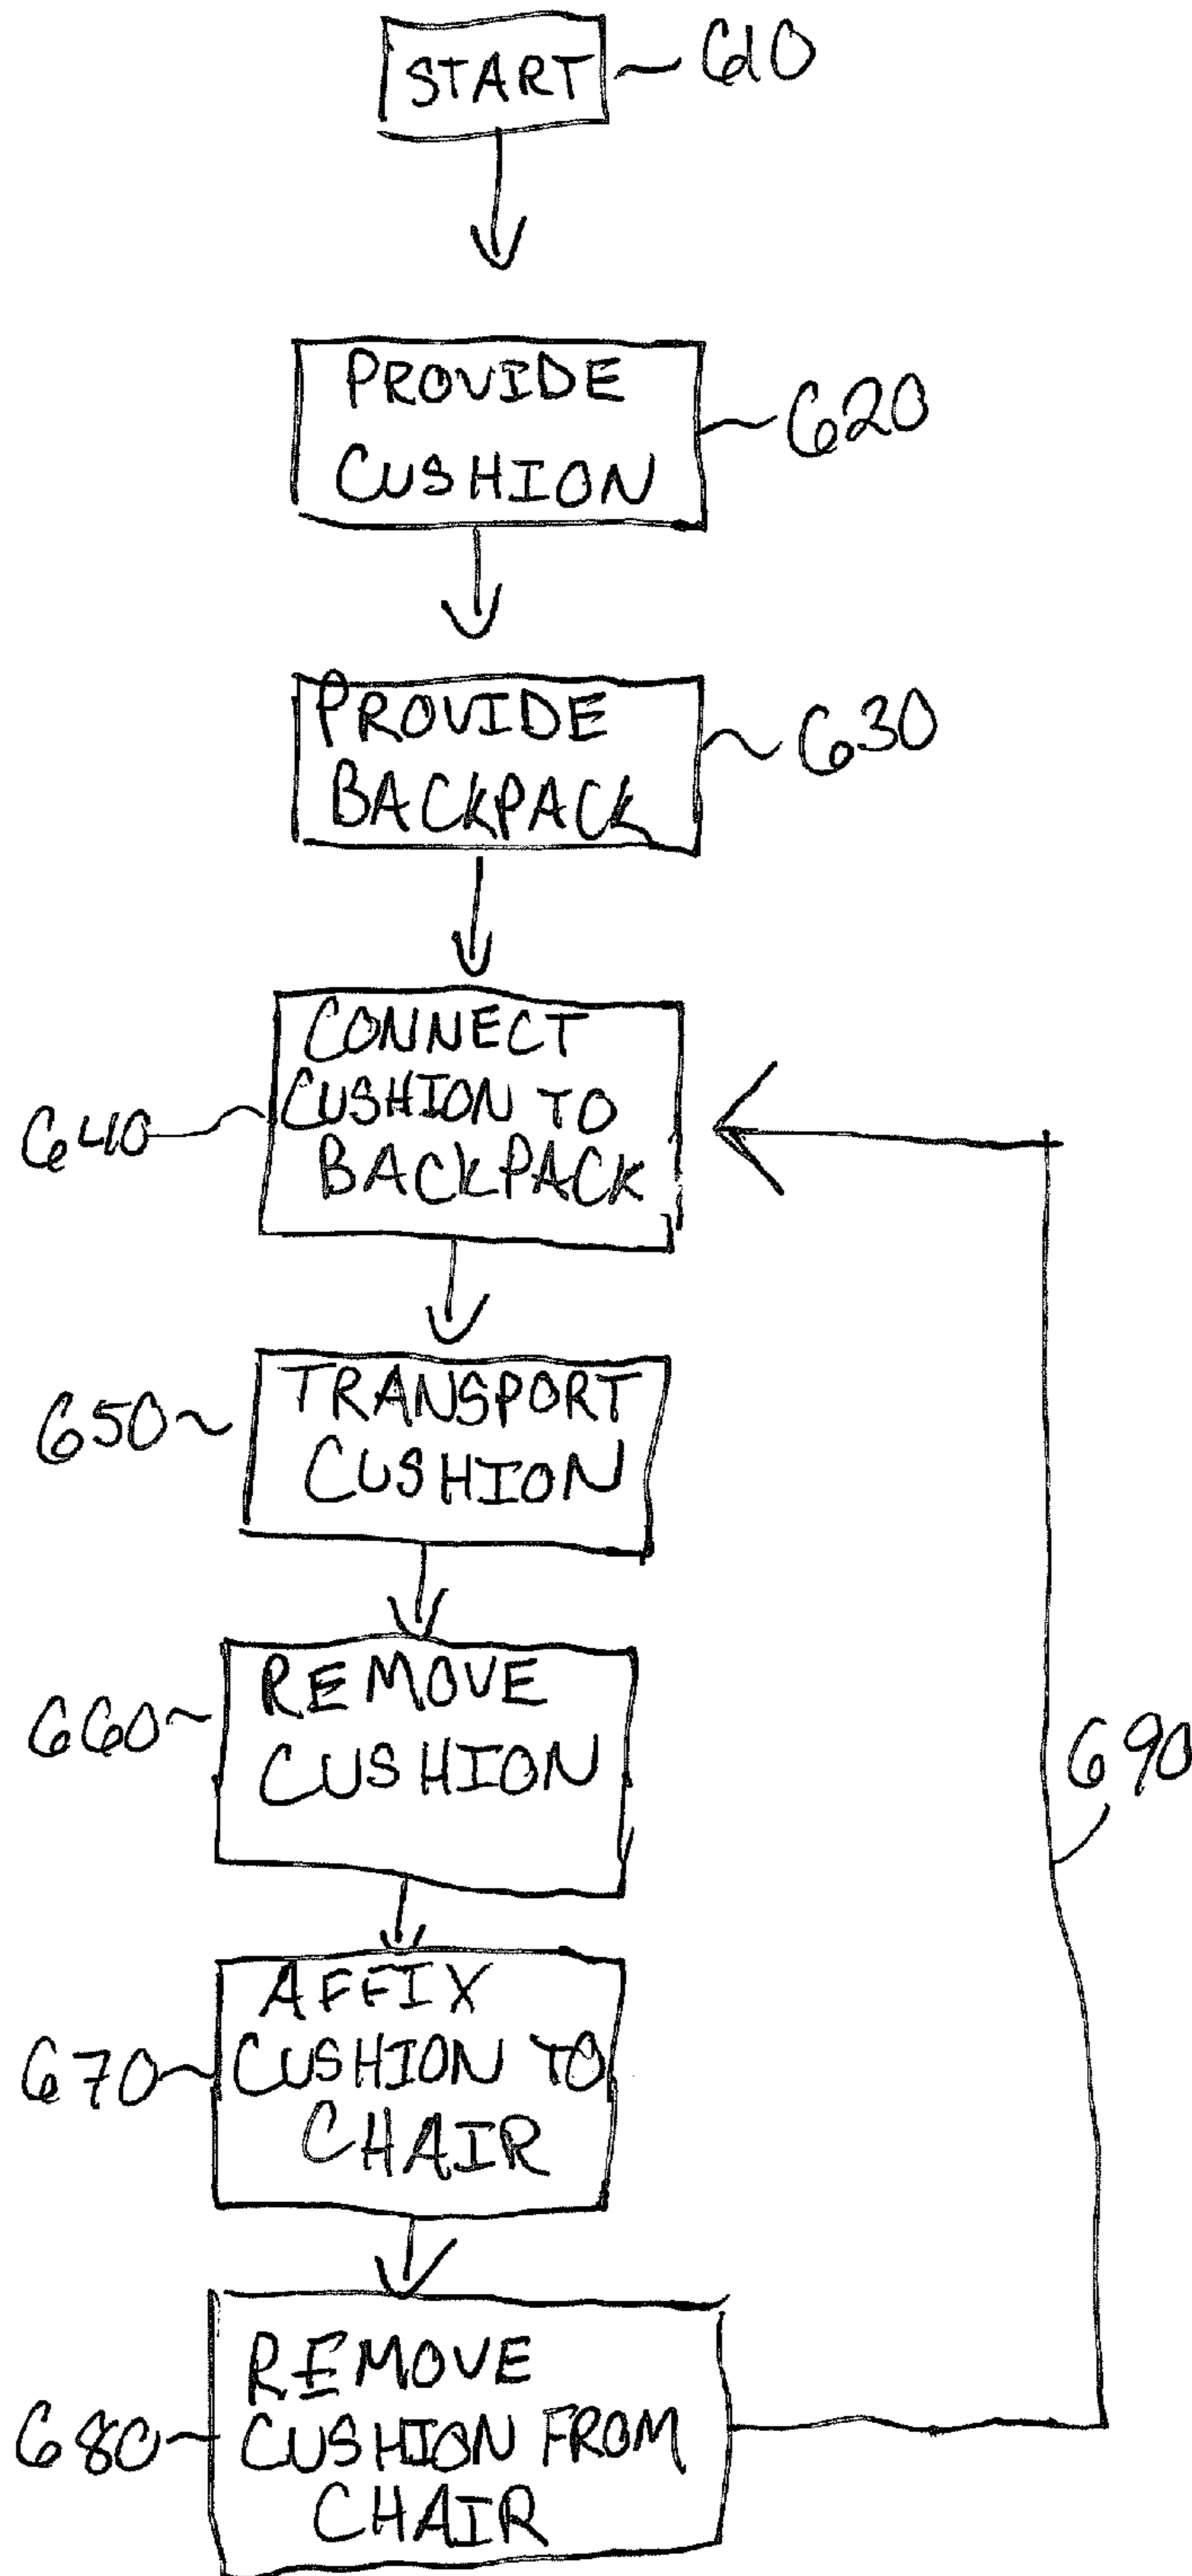 START 610
PROVIDE
CUSHION
620
PROVIDE
BACKPACK
630
CONNECT
CUSHION TO
BACKPACK
640
TRANSPORT
CUSHION
650
REMOVE
CUSHION
660
AFFIX
CUSHION TO
CHAIR
670
690
REMOVE
CUSHION FROM
CHAIR
680